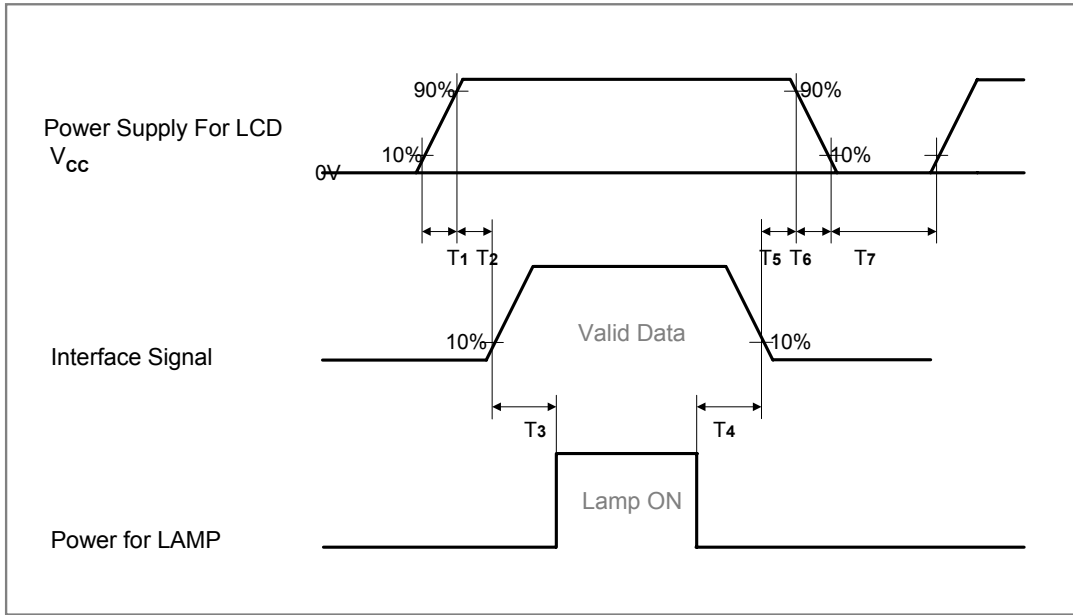 90%
90%
Power Supply For LCD
VCC
10%
10%
0V
T1 T2
T5 T6
T7
Valid Data
10%
10%
Interface Signal
T3
T4
Lamp ON
Power for LAMP